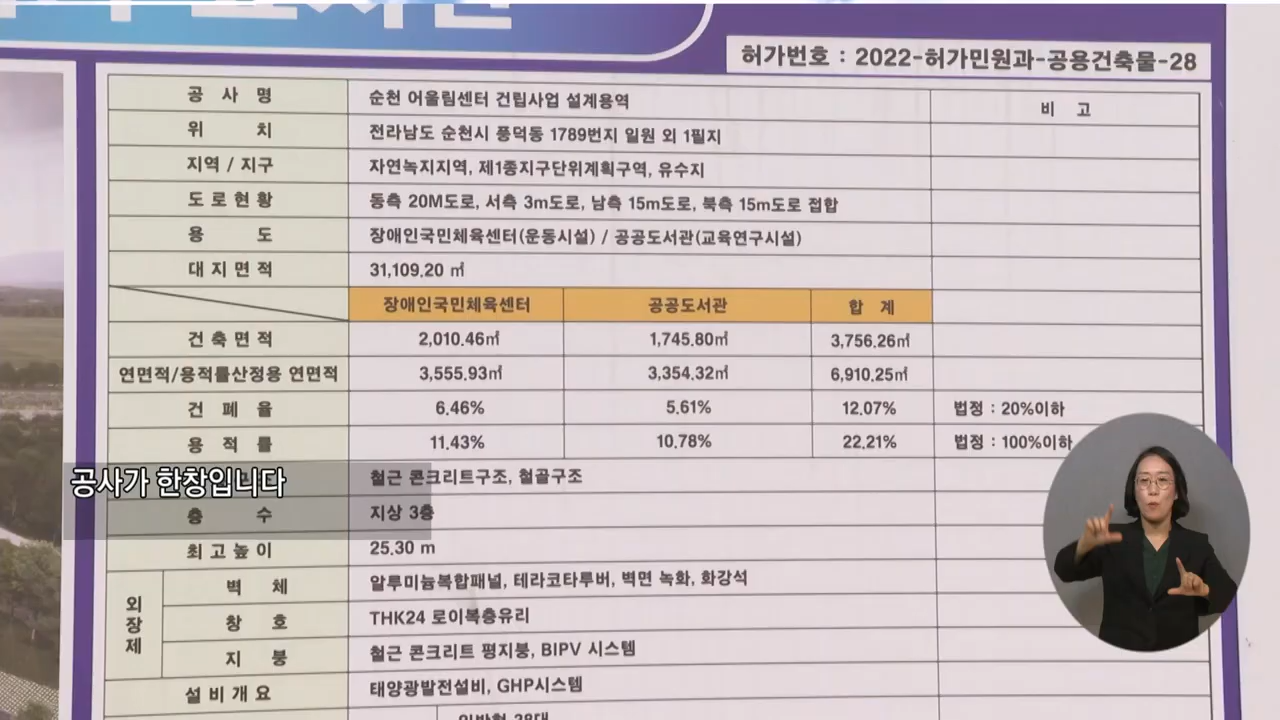 허가번호 : 2022-허가민원과-공용건축물-28
공 사 명 순천 어울림센터 건립사업 설계용역 비 고
위 치 전라남도 순천시 풍덕동 1789번지 일원 외 1필지
지역 / 지구 자연녹지지역, 제1종지구단위계획구역, 유수지
도로현황 동측 20M도로, 서측 3m도로, 남측 15m도로, 북측 15m도로 접합
용 도 장애인국민체육센터(운동시설) / 공공도서관(교육연구시설)
대지면적 31,109.20 ㎡
장애인국민체육센터 공공도서관 합 계
건축면적 2,010.46㎡ 1,745.80㎡ 3,756.26㎡
연면적/용적률산정용 연면적 3,555.93㎡ 3,354.32㎡ 6,910.25㎡
건 폐 율 6.46% 5.61% 12.07% 법정 : 20%이하
용 적 률 11.43% 10.78% 22.21% 법정 : 100%이하
공사가 한창입니다
철근 콘크리트구조, 철골구조
층 수 지상 3층
최고높이 25.30 m
외장제
벽 체 알루미늄복합패널, 테라코타루버, 벽면 녹화, 화강석
창 호 THK24 로이복층유리
지 붕 철근 콘크리트 평지붕, BIPV 시스템
설비개요 태양광발전설비, GHP시스템